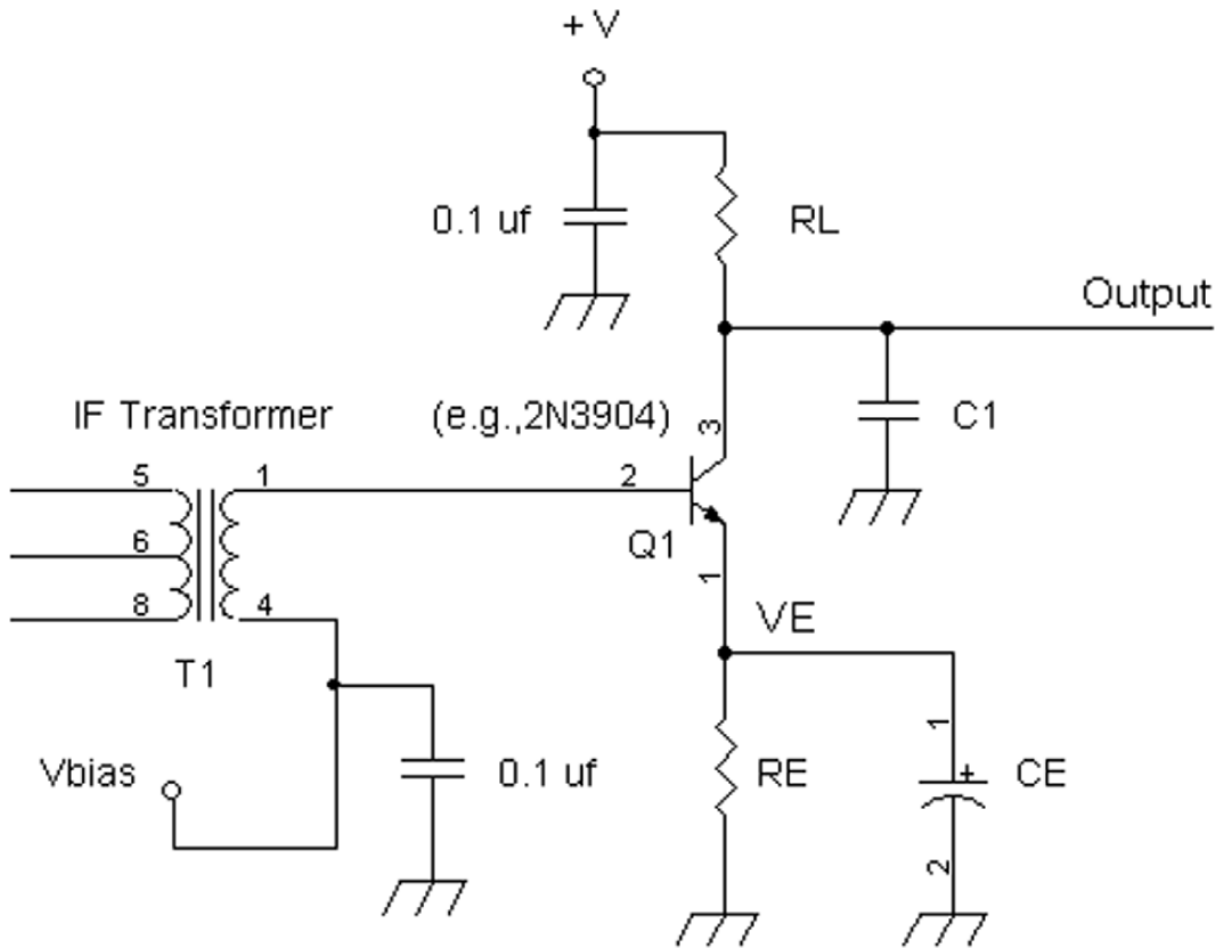 + V
0.1 uf
RL
Output
IF Transformer
(e.g.,2N3904)
3
C1
5
1
2
6
Q1
8
4
1
VE
T1
Vbias
0.1 uf
RE
1
+
CE
2